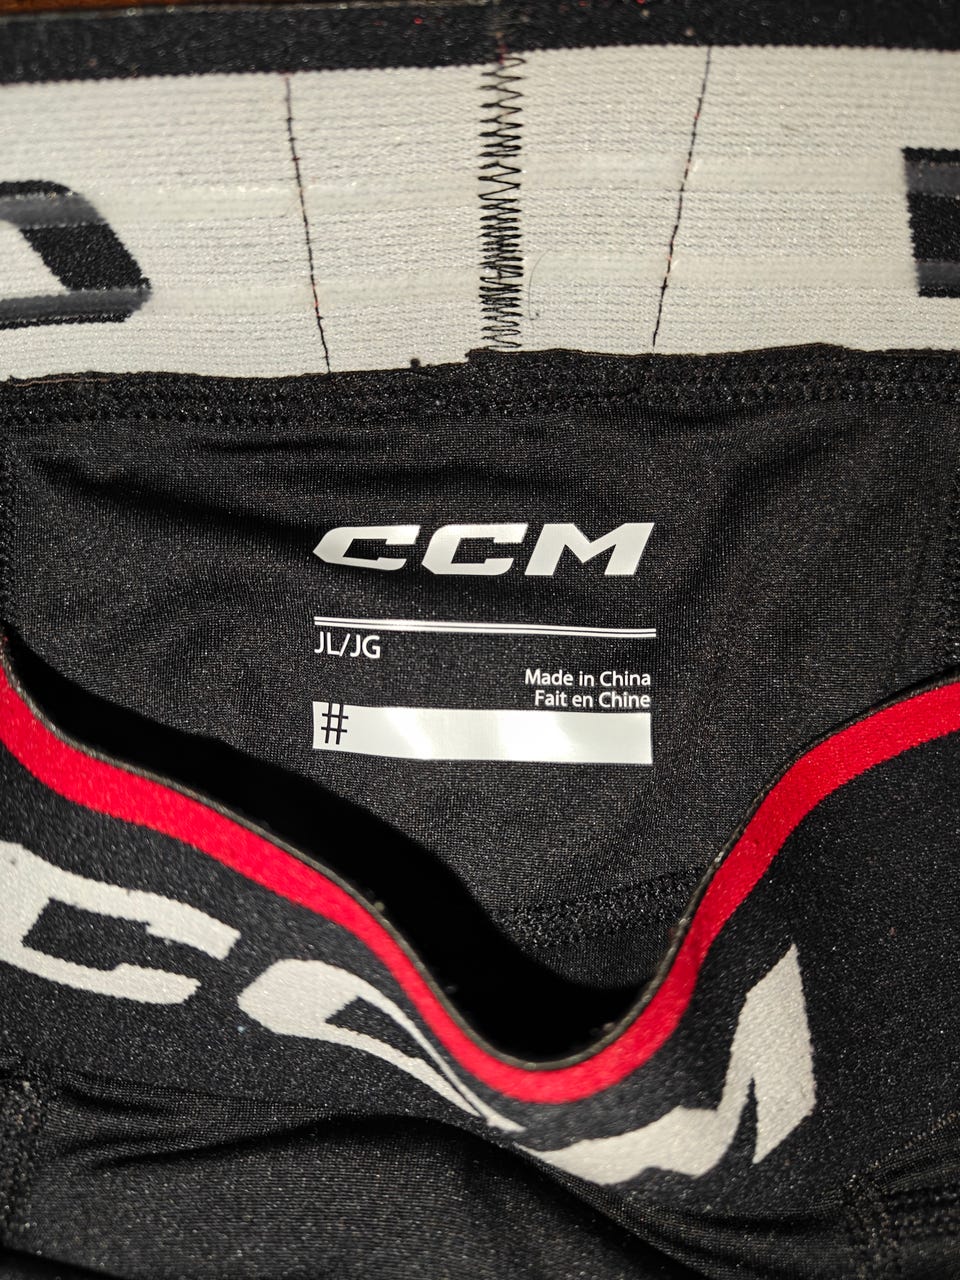 CCM
JL/JG
Made in China
Fait en Chine
#
CCM